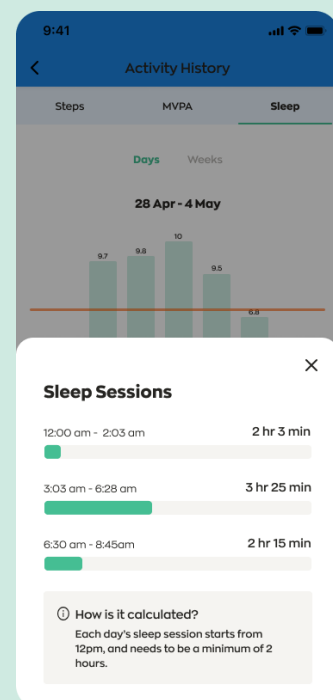 9:41
Activity History
Steps MVPA Sleep
Days Weeks
28 Apr - 4 May
10
9.8
9.7
9.5
6.8
Sleep Sessions
12:00 am - 2:03 am 2 hr 3 min
3:03 am - 6:28 am 3 hr 25 min
6:30 am - 8:45am 2 hr 15 min
How is it calculated?
Each day's sleep session starts from
12pm, and needs to be a minimum of 2
hours.